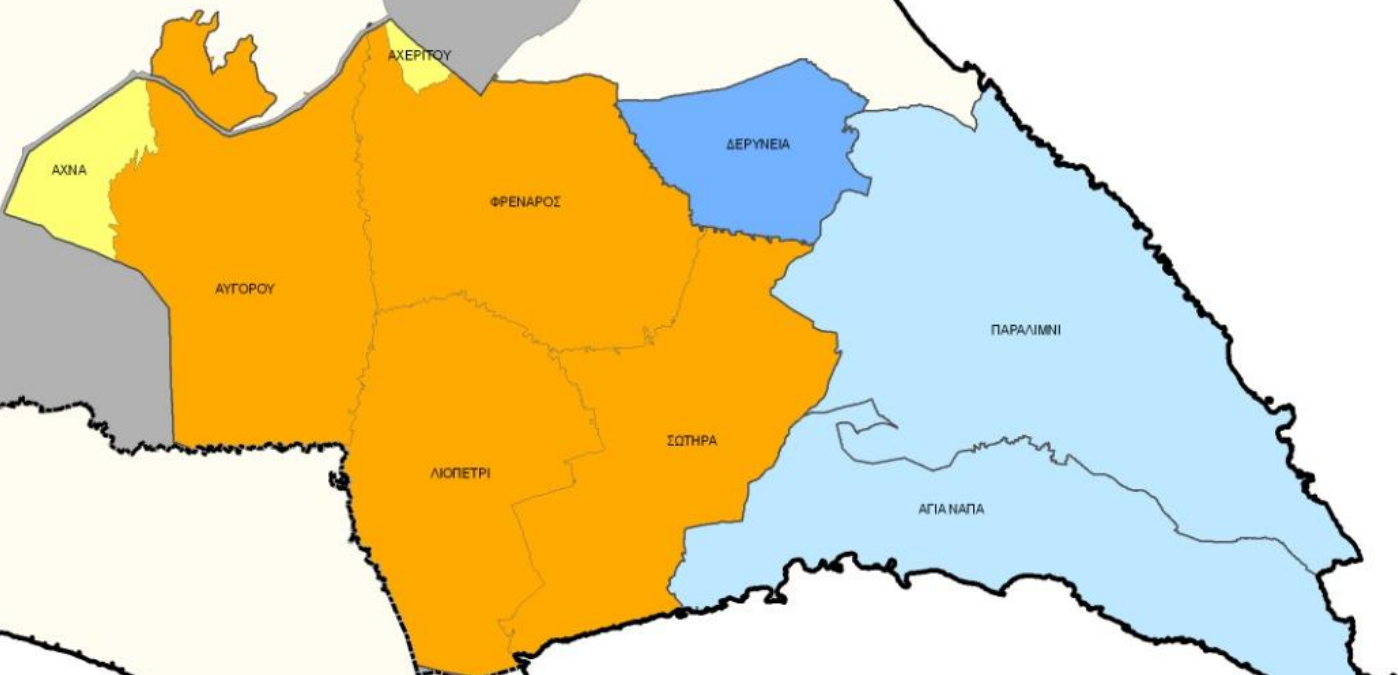 ΑΧΕΡΙΤΟΥ
ΔΕΡΥΝΕΙΑ
ΑΧΝΑ
ΦΡΕΝΑΡΟΣ
ΑΥΓΟΡΟΥ
ΠΑΡΑΛΙΜΝΙ
ΣΩΤΗΡΑ
ΛΙΟΠΕΤΡΙ
ΑΓΙΑ ΝΑΠΑ